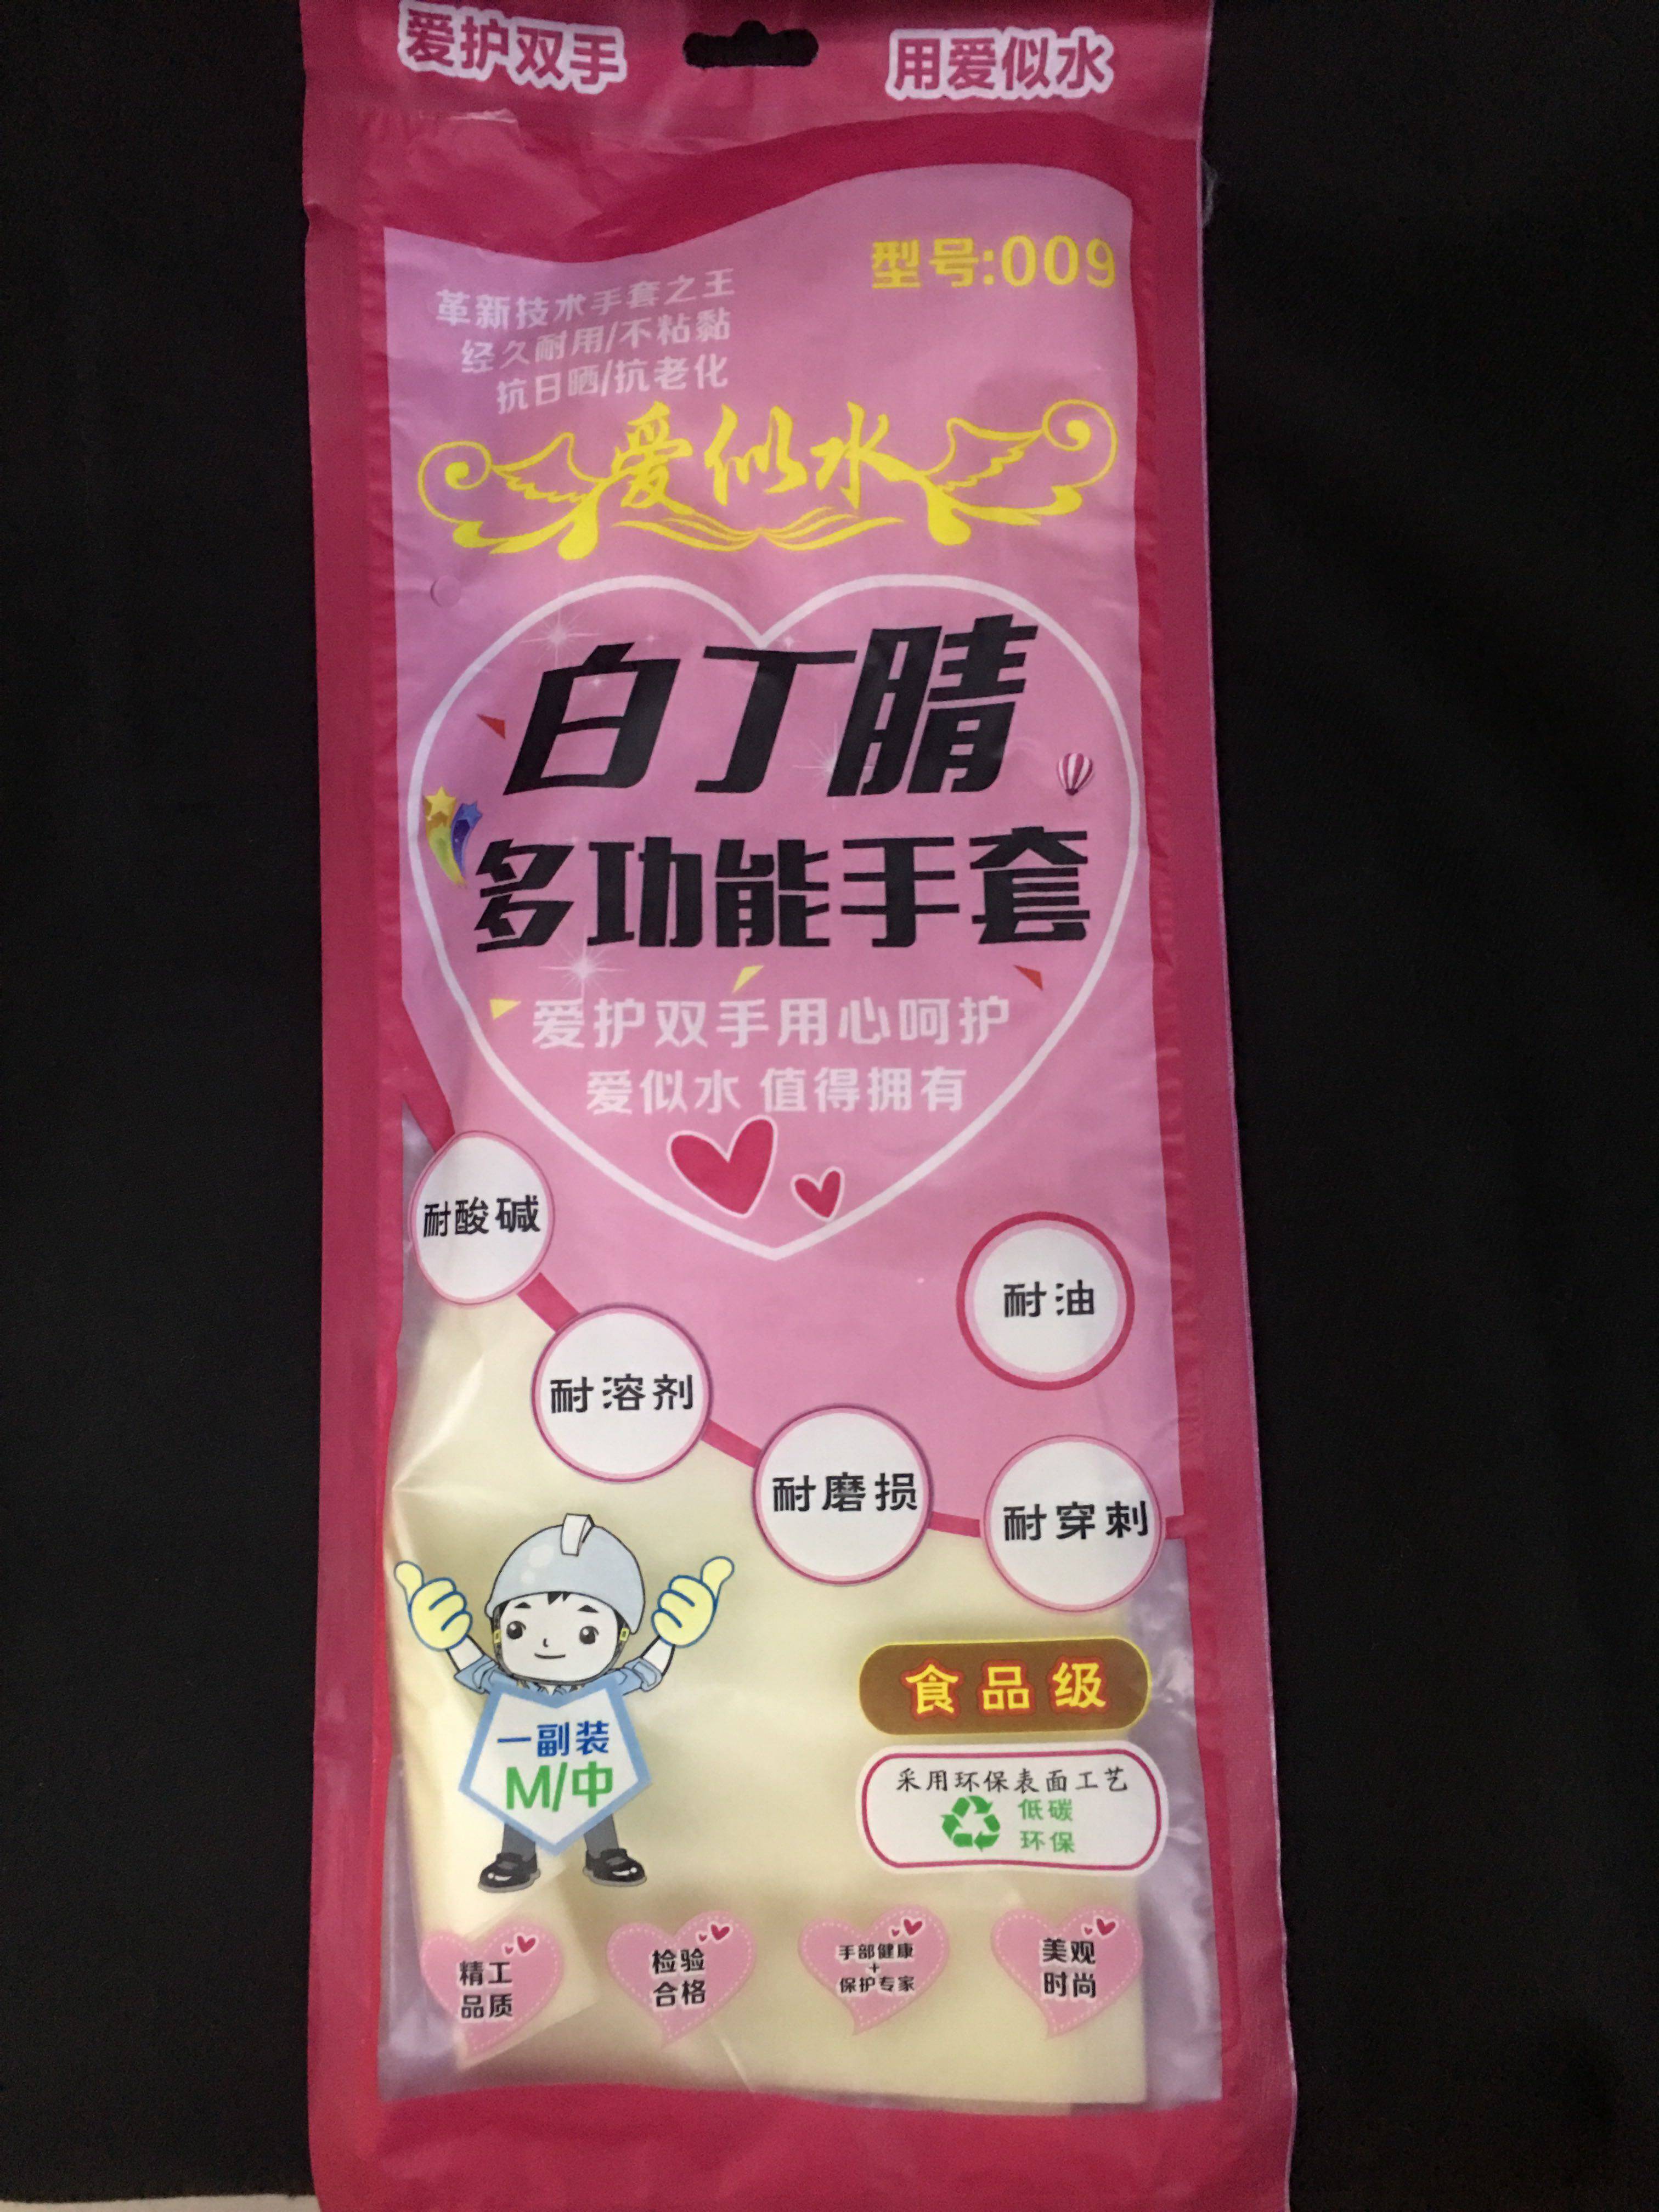 爱护双手 用爱似水
型号:009
革新技术手套之王
经久耐用/不粘黏
抗日晒/抗老化
爱似水
白丁腈
多功能手套
爱护双手用心呵护
爱似水 值得拥有
耐酸碱
耐油
耐溶剂
耐磨损
耐穿刺
食品级
一副装
M/中
采用环保表面工艺
低碳
环保
精工
品质
检验
合格
手部健康
+
保护专家
美观
时尚